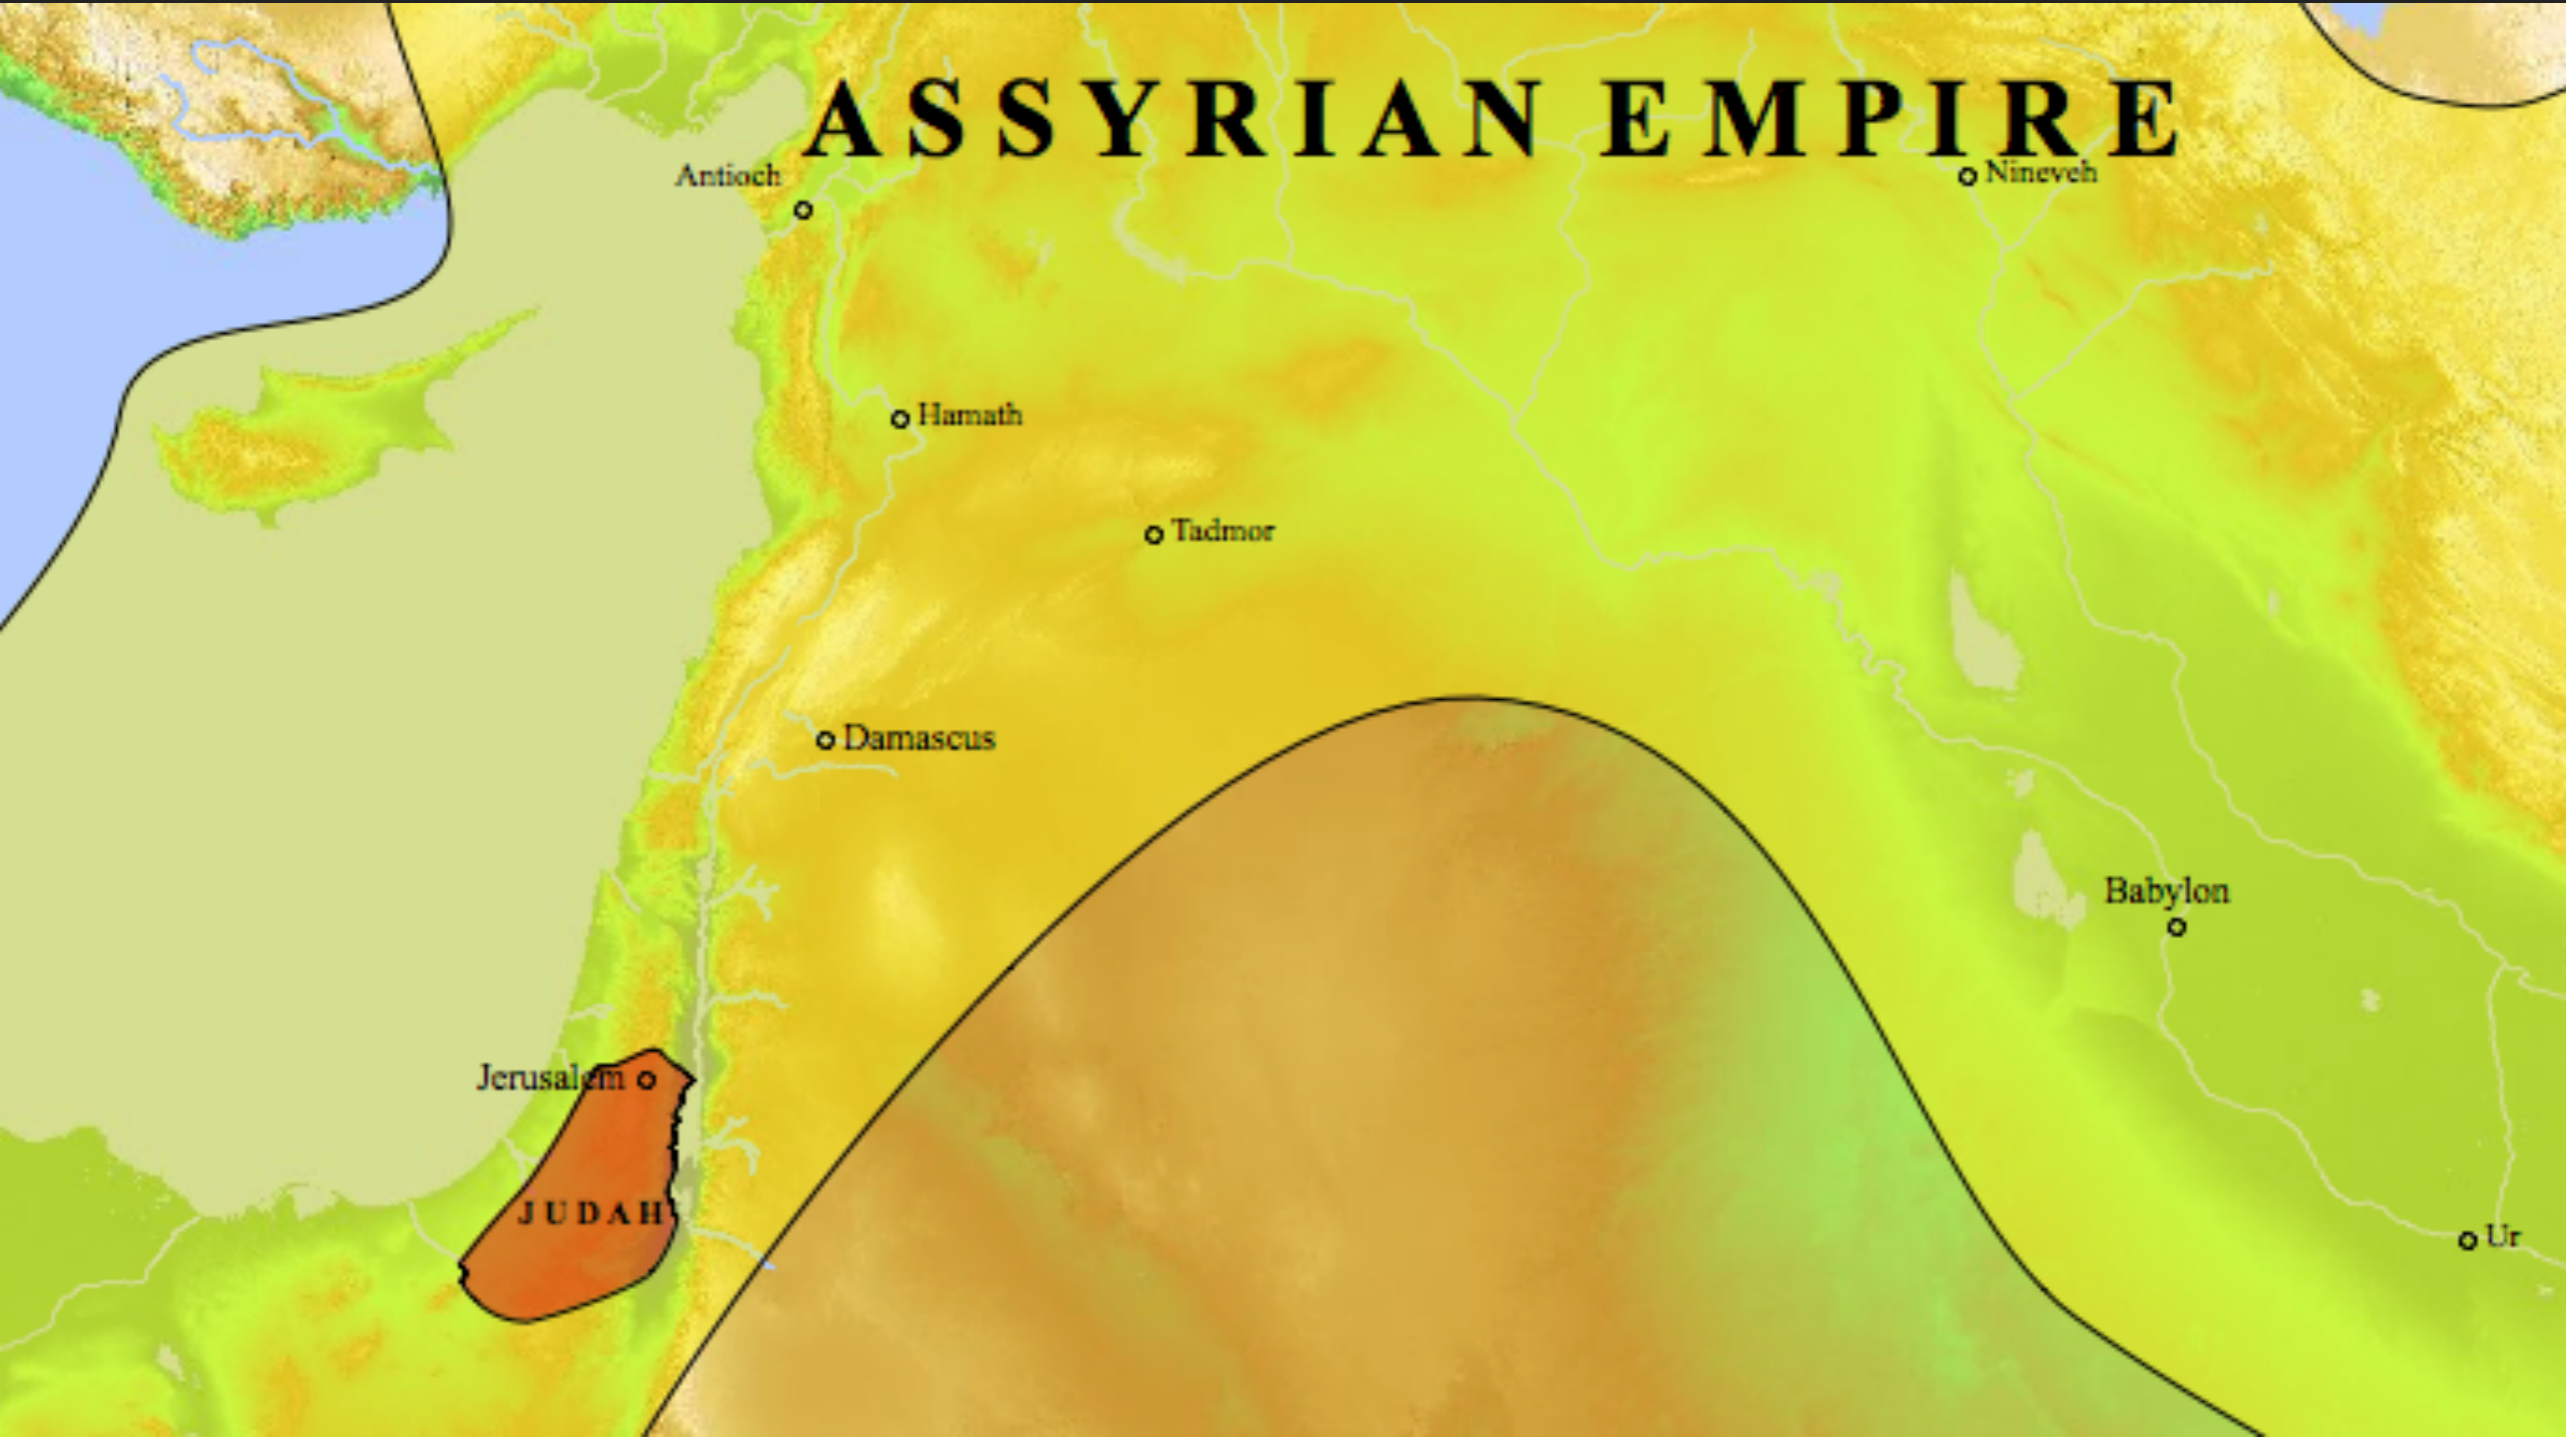 ASSYRIAN EMPIRE
Antioch
Nineveh
Hamath
Tadmor
Damascus
Babylon
Jerusalem
JUDAH
Ur